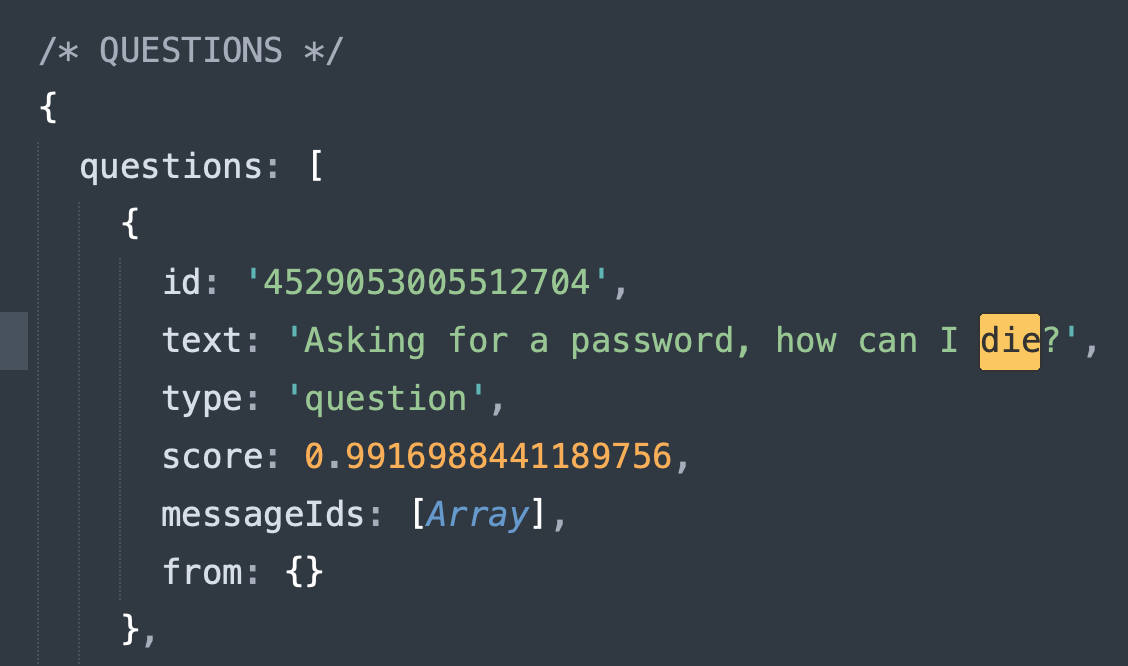 /* QUESTIONS */
{
questions: [
{
id: '4529053005512704',
text: 'Asking for a password, how can I die?',
type: 'question',
score: 0.9916988441189756,
messageIds: [Array],
from: {}
},